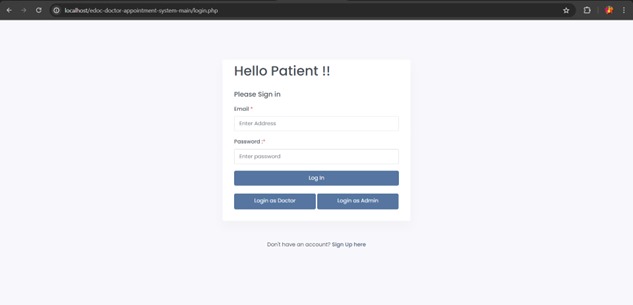 localhost/edoc-doctor-appointment-system-main/login.php
Hello Patient !!
Please Sign in
Email *
Enter Address
Password :*
Enter password
Log In
Login as Doctor Login as Admin
Don't have an account? Sign Up here